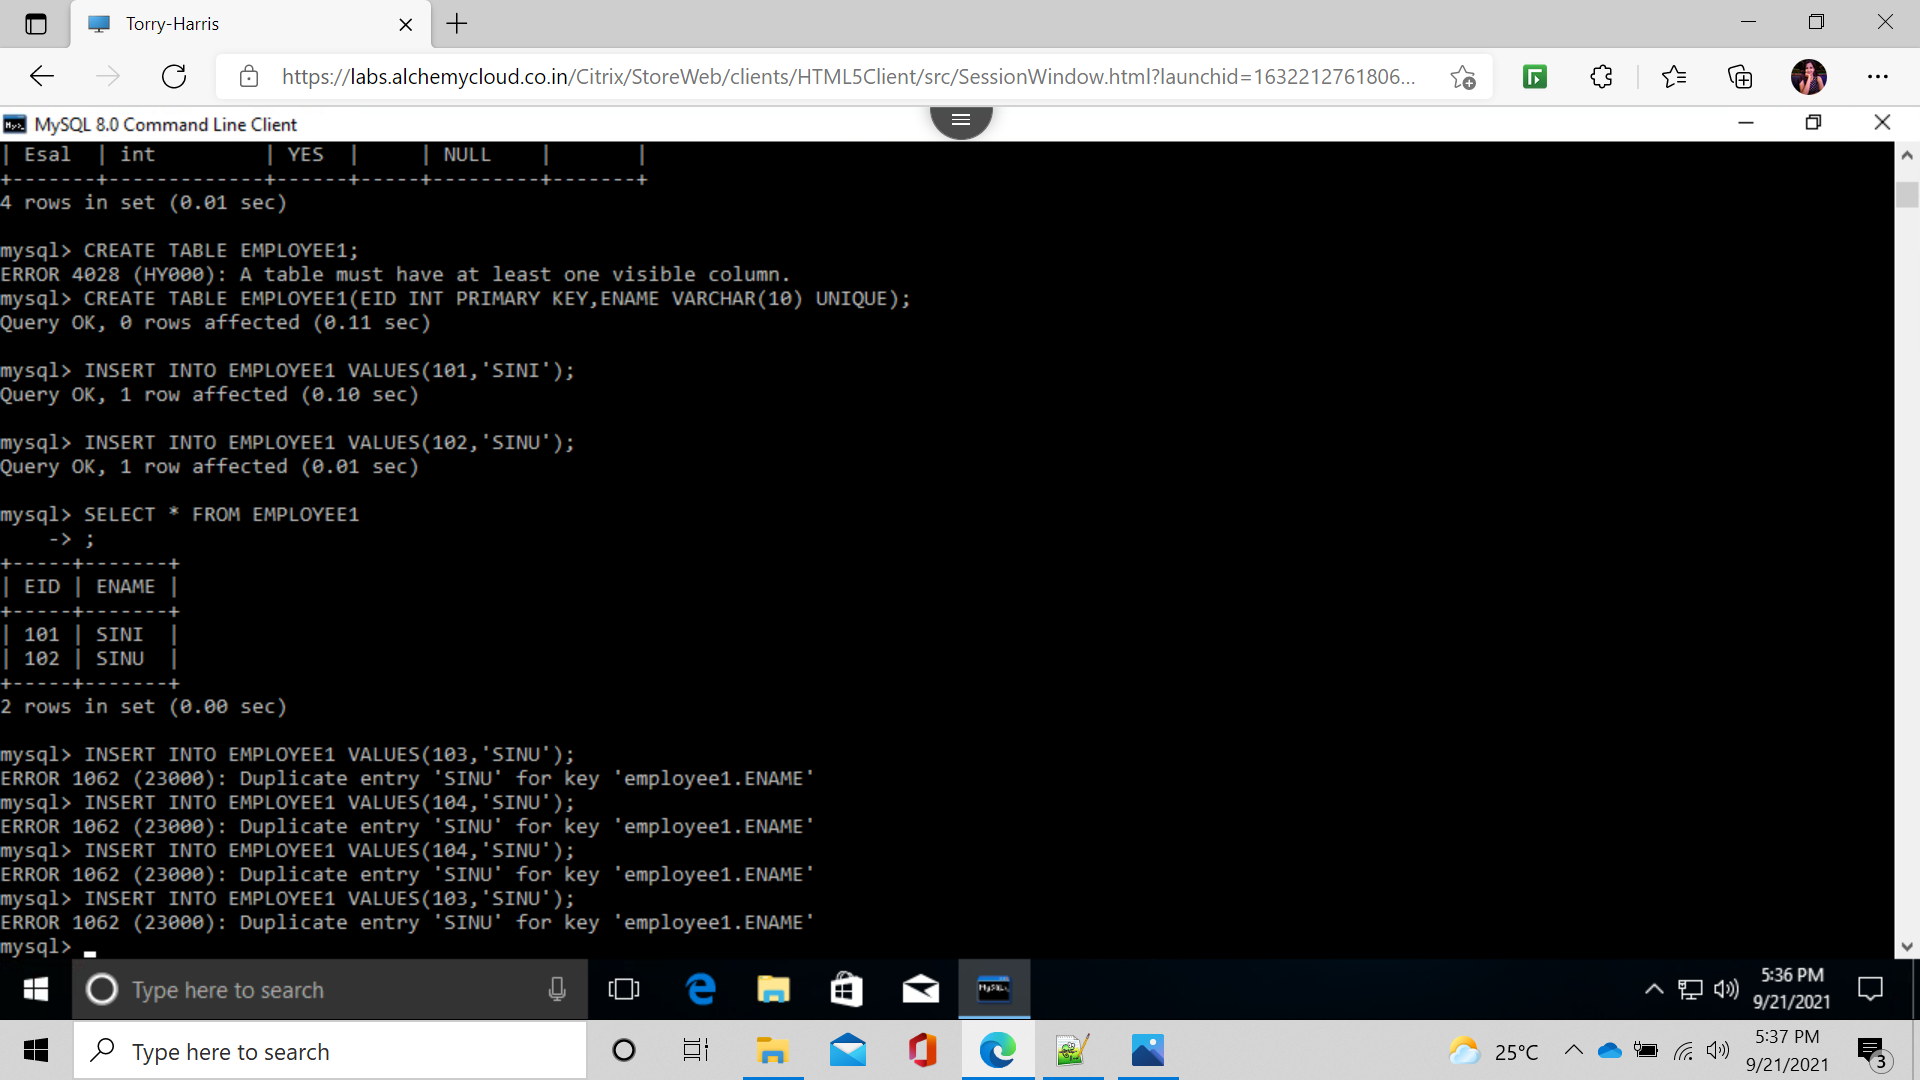 Torry-Harris
https://labs.alchemycloud.co.in/Citrix/StoreWeb/clients/HTML5Client/src/SessionWindow.html?launchid=1632212761806...
MySQL 8.0 Command Line Client
| Esal  | int         | YES  |     | NULL    |       |
+-------+-------------+------+-----+---------+-------+
4 rows in set (0.01 sec)
mysql> CREATE TABLE EMPLOYEE1;
ERROR 4028 (HY000): A table must have at least one visible column.
mysql> CREATE TABLE EMPLOYEE1(EID INT PRIMARY KEY,ENAME VARCHAR(10) UNIQUE);
Query OK, 0 rows affected (0.11 sec)
mysql> INSERT INTO EMPLOYEE1 VALUES(101,'SINI');
Query OK, 1 row affected (0.10 sec)
mysql> INSERT INTO EMPLOYEE1 VALUES(102,'SINU');
Query OK, 1 row affected (0.01 sec)
mysql> SELECT * FROM EMPLOYEE1
    -> ;
+-----+-------+
| EID | ENAME |
+-----+-------+
| 101 | SINI  |
| 102 | SINU  |
+-----+-------+
2 rows in set (0.00 sec)
mysql> INSERT INTO EMPLOYEE1 VALUES(103,'SINU');
ERROR 1062 (23000): Duplicate entry 'SINU' for key 'employee1.ENAME'
mysql> INSERT INTO EMPLOYEE1 VALUES(104,'SINU');
ERROR 1062 (23000): Duplicate entry 'SINU' for key 'employee1.ENAME'
mysql> INSERT INTO EMPLOYEE1 VALUES(104,'SINU');
ERROR 1062 (23000): Duplicate entry 'SINU' for key 'employee1.ENAME'
mysql> INSERT INTO EMPLOYEE1 VALUES(103,'SINU');
ERROR 1062 (23000): Duplicate entry 'SINU' for key 'employee1.ENAME'
mysql>
Type here to search
5:36 PM
9/21/2021
Type here to search
25°C
5:37 PM
9/21/2021
3